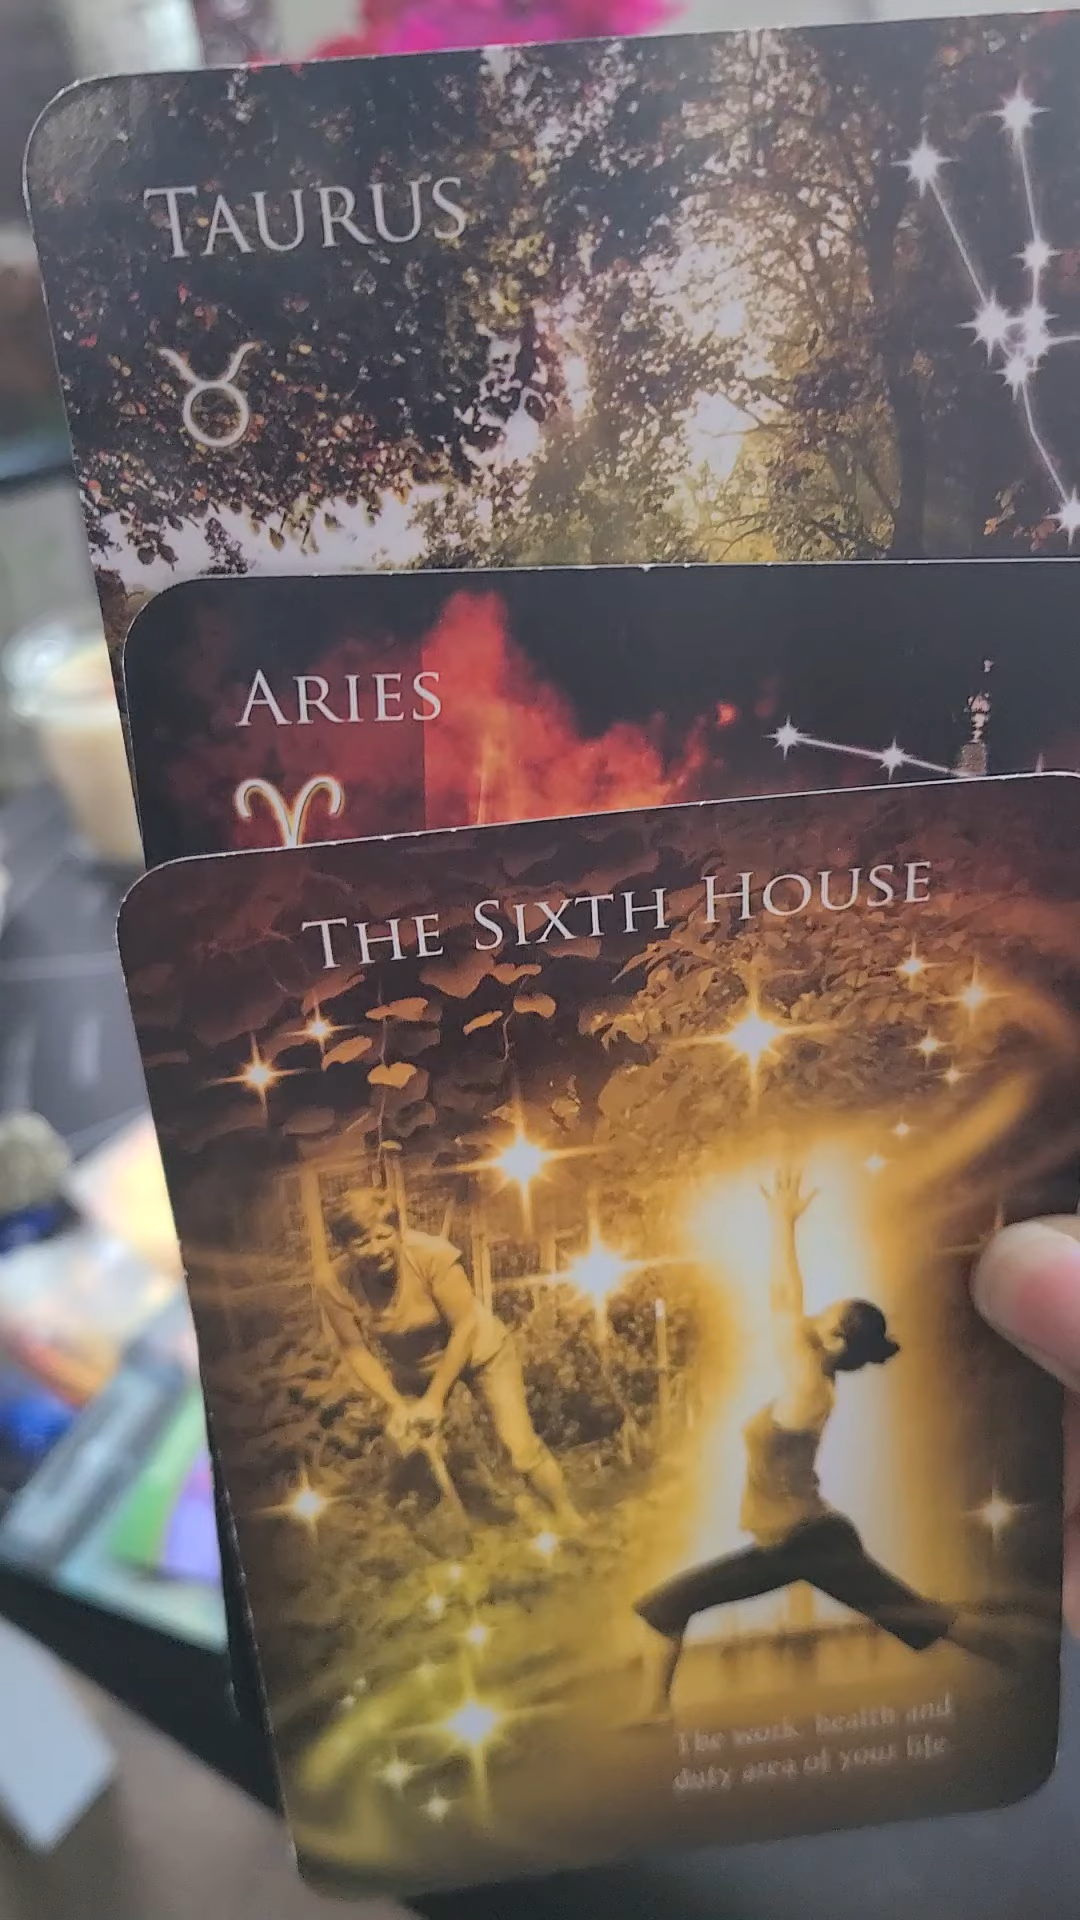 TAURUS
ARIES
THE SIXTH HOUSE
The work, health and
duty area of your life.